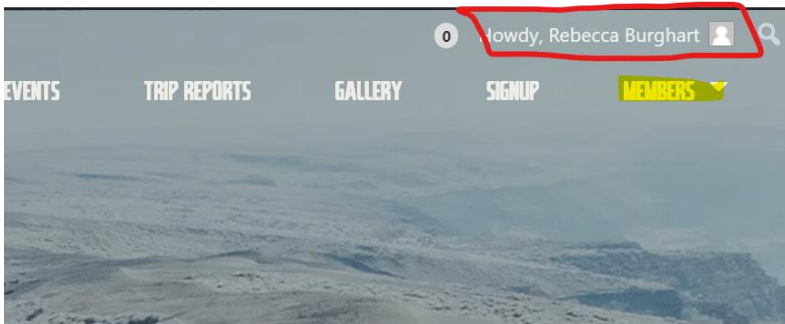 0 Howdy, Rebecca Burghart
EVENTS TRIP REPORTS GALLERY SIGNUP MEMBERS